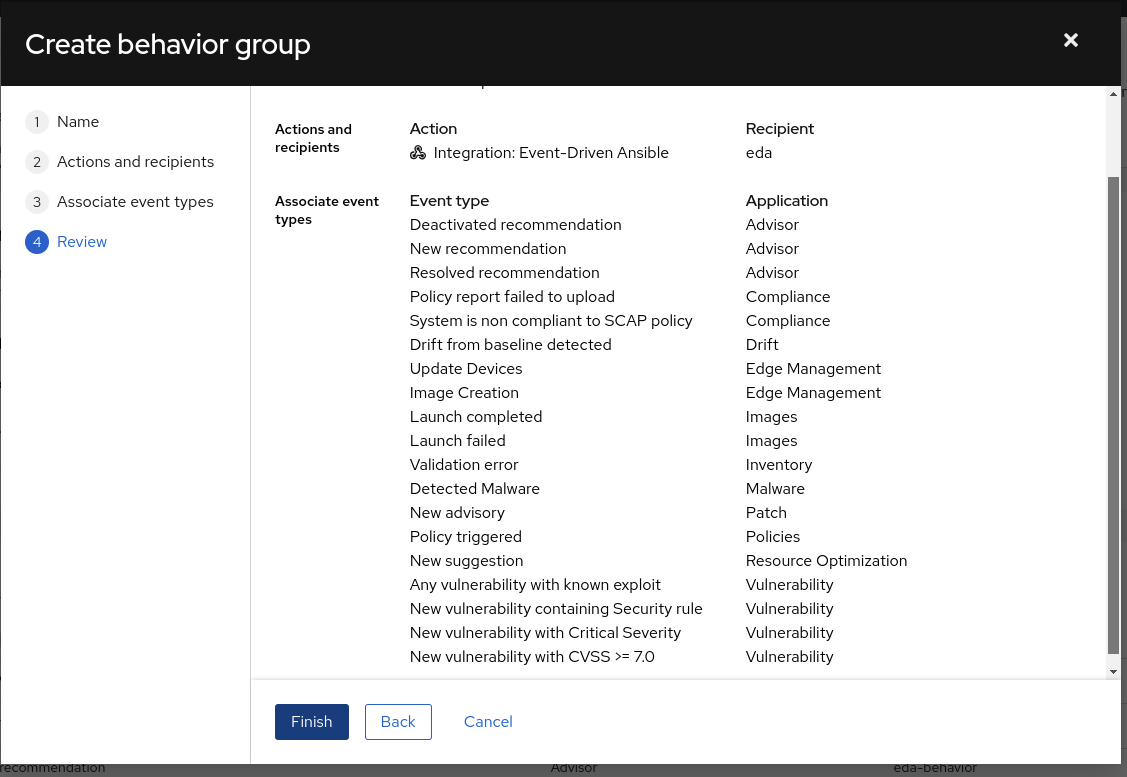 Create behavior group
1 Name
2 Actions and recipients
3 Associate event types
4 Review
Actions and recipients
Action Recipient
Integration: Event-Driven Ansible eda
Associate event types
Event type Application
Deactivated recommendation Advisor
New recommendation Advisor
Resolved recommendation Advisor
Policy report failed to upload Compliance
System is non compliant to SCAP policy Compliance
Drift from baseline detected Drift
Update Devices Edge Management
Image Creation Edge Management
Launch completed Images
Launch failed Images
Validation error Inventory
Detected Malware Malware
New advisory Patch
Policy triggered Policies
New suggestion Resource Optimization
Any vulnerability with known exploit Vulnerability
New vulnerability containing Security rule Vulnerability
New vulnerability with Critical Severity Vulnerability
New vulnerability with CVSS >= 7.0 Vulnerability
Finish Back Cancel
recommendation Advisor eda-behavior